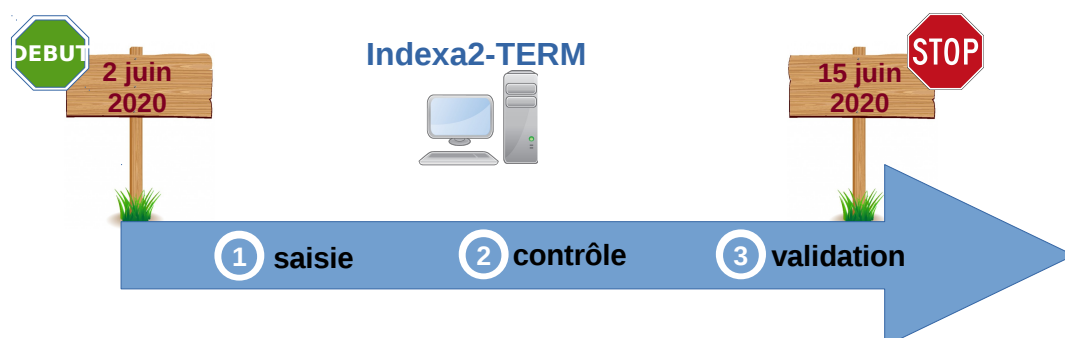 DEBUT
2 juin
2020
Indexa2-TERM
15 juin
2020
STOP
1 saisie
2 contrôle
3 validation